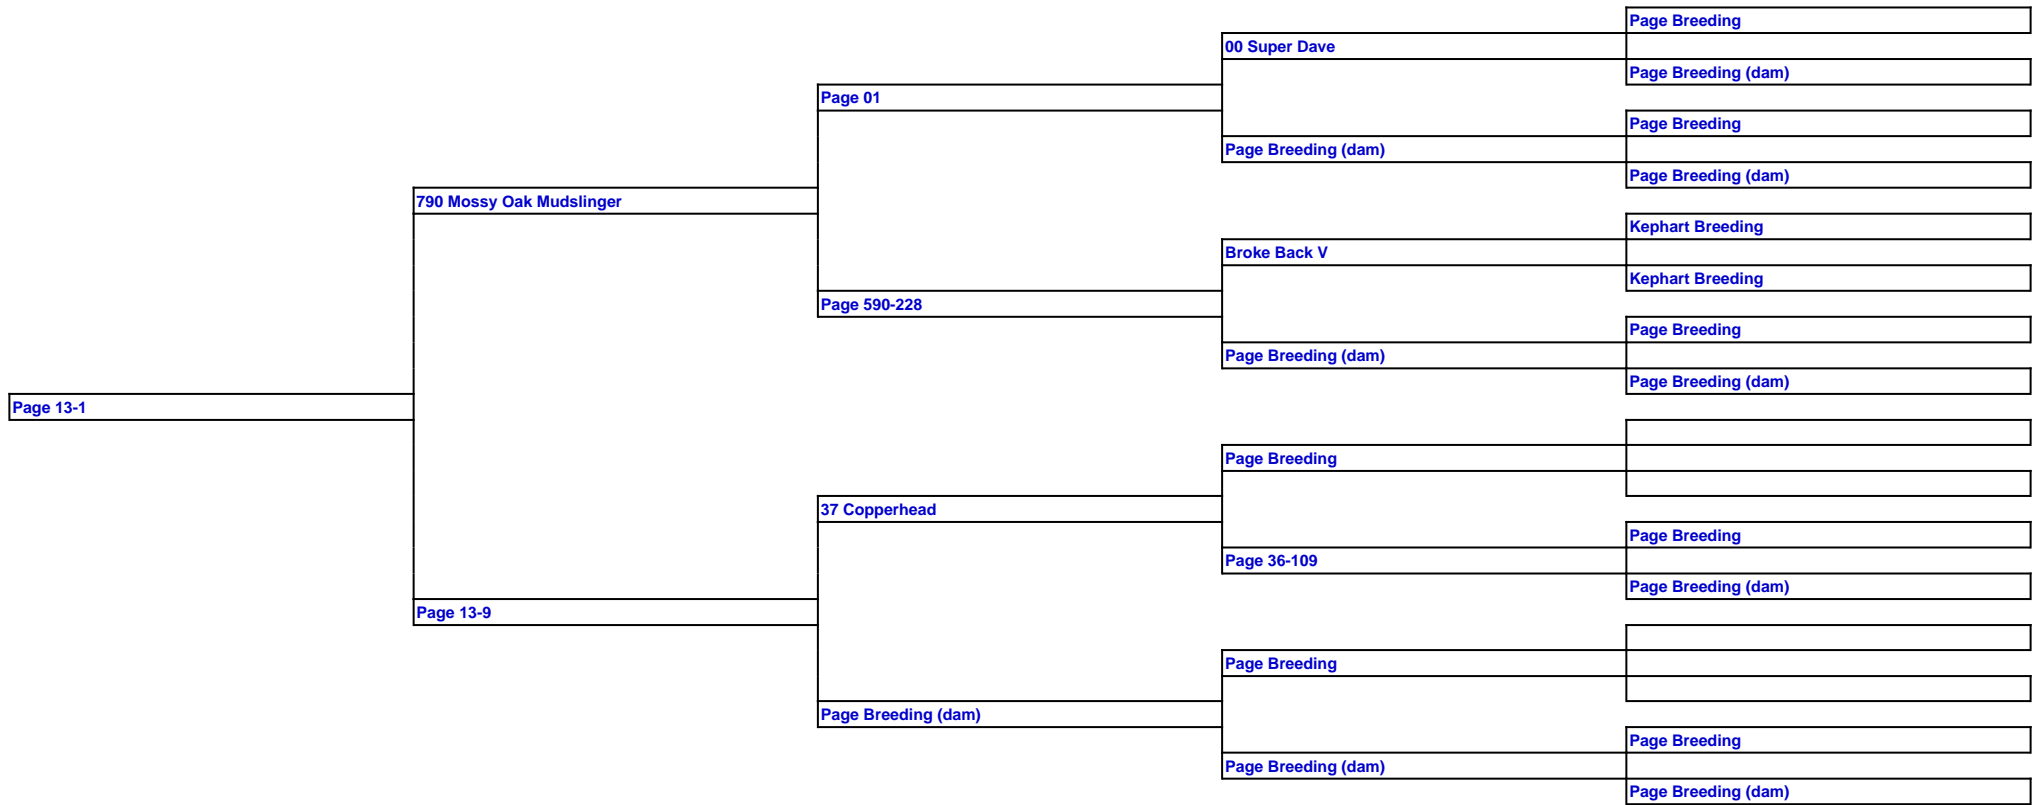 Page Breeding
00 Super Dave
Page Breeding (dam)
Page 01
Page Breeding
Page Breeding (dam)
Page Breeding (dam)
790 Mossy Oak Mudslinger
Kephart Breeding
Broke Back V
Kephart Breeding
Page 590-228
Page Breeding
Page Breeding (dam)
Page Breeding (dam)
Page 13-1
Page Breeding
37 Copperhead
Page Breeding
Page 36-109
Page Breeding (dam)
Page 13-9
Page Breeding
Page Breeding (dam)
Page Breeding
Page Breeding (dam)
Page Breeding (dam)